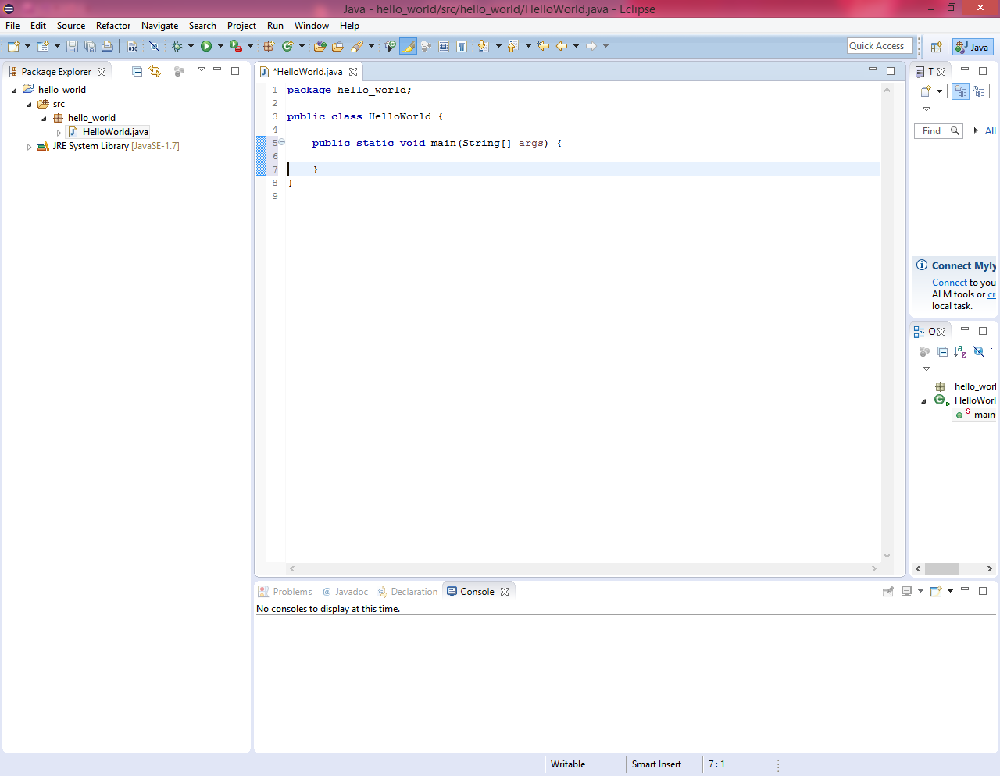 Java - hello_world/src/hello_world/HelloWorld.java - Eclipse
File Edit Source Refactor Navigate Search Project Run Window Help
010
Quick Access
Java
Package Explorer
hello_world
src
hello_world
HelloWorld.java
JRE System Library [JavaSE-1.7]
*HelloWorld.java
1 package hello_world;
2
3 public class HelloWorld {
4
5 public static void main(String[] args) {
6
7 }
8 }
9
T
Find
All
Connect Myly
Connect to you
ALM tools or cr
local task.
O
hello_worl
HelloWorl
S main
Problems @ Javadoc Declaration Console
No consoles to display at this time.
Writable Smart Insert 7 : 1